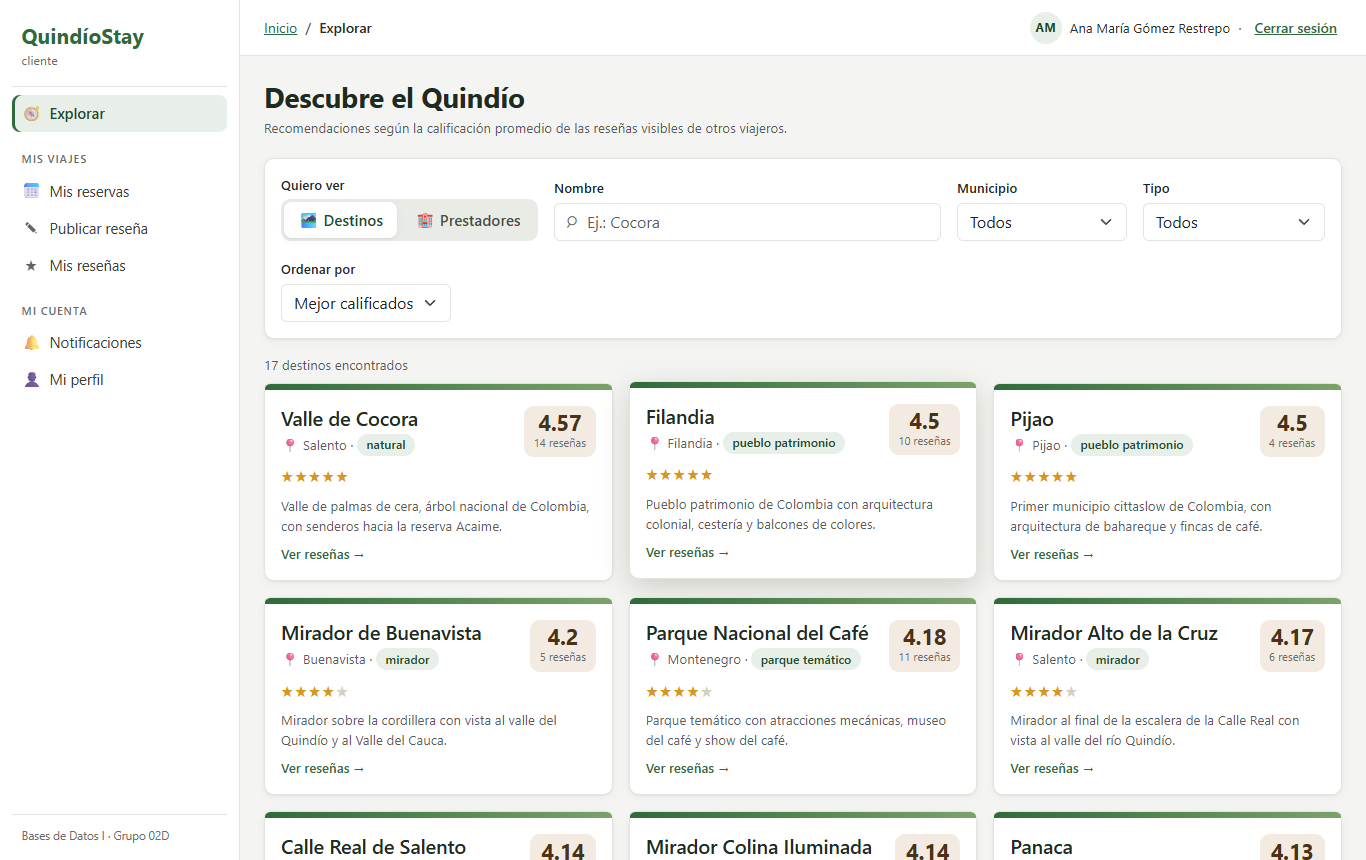 QuindíoStay
cliente
Explorar
MIS VIAJES
Mis reservas
Publicar reseña
Mis reseñas
MI CUENTA
Notificaciones
Mi perfil
Bases de Datos I · Grupo 02D
Inicio / Explorar
AM Ana María Gómez Restrepo · Cerrar sesión
Descubre el Quindío
Recomendaciones según la calificación promedio de las reseñas visibles de otros viajeros.
Quiero ver
Destinos Prestadores
Nombre
Ej.: Cocora
Municipio
Todos
Tipo
Todos
Ordenar por
Mejor calificados
17 destinos encontrados
Valle de Cocora
4.57
14 reseñas
Salento · natural
Valle de palmas de cera, árbol nacional de Colombia,
con senderos hacia la reserva Acaime.
Ver reseñas →
Filandia
4.5
10 reseñas
Filandia · pueblo patrimonio
Pueblo patrimonio de Colombia con arquitectura
colonial, cestería y balcones de colores.
Ver reseñas →
Pijao
4.5
4 reseñas
Pijao · pueblo patrimonio
Primer municipio cittaslow de Colombia, con
arquitectura de bahareque y fincas de café.
Ver reseñas →
Mirador de Buenavista
4.2
5 reseñas
Buenavista · mirador
Mirador sobre la cordillera con vista al valle del
Quindío y al Valle del Cauca.
Ver reseñas →
Parque Nacional del Café
4.18
11 reseñas
Montenegro · parque temático
Parque temático con atracciones mecánicas, museo
del café y show del café.
Ver reseñas →
Mirador Alto de la Cruz
4.17
6 reseñas
Salento · mirador
Mirador al final de la escalera de la Calle Real con
vista al valle del río Quindío.
Ver reseñas →
Calle Real de Salento
4.14
Mirador Colina Iluminada
4.14
Panaca
4.13